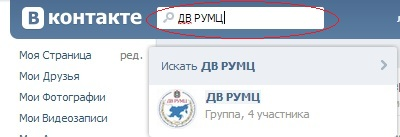 В контакте
ДВ РУМЦ
Моя Страница ред.
Искать ДВ РУМЦ
Мои Друзья
Мои Фотографии
ДВ РУМЦ
Группа, 4 участника
Мои Видеозаписи